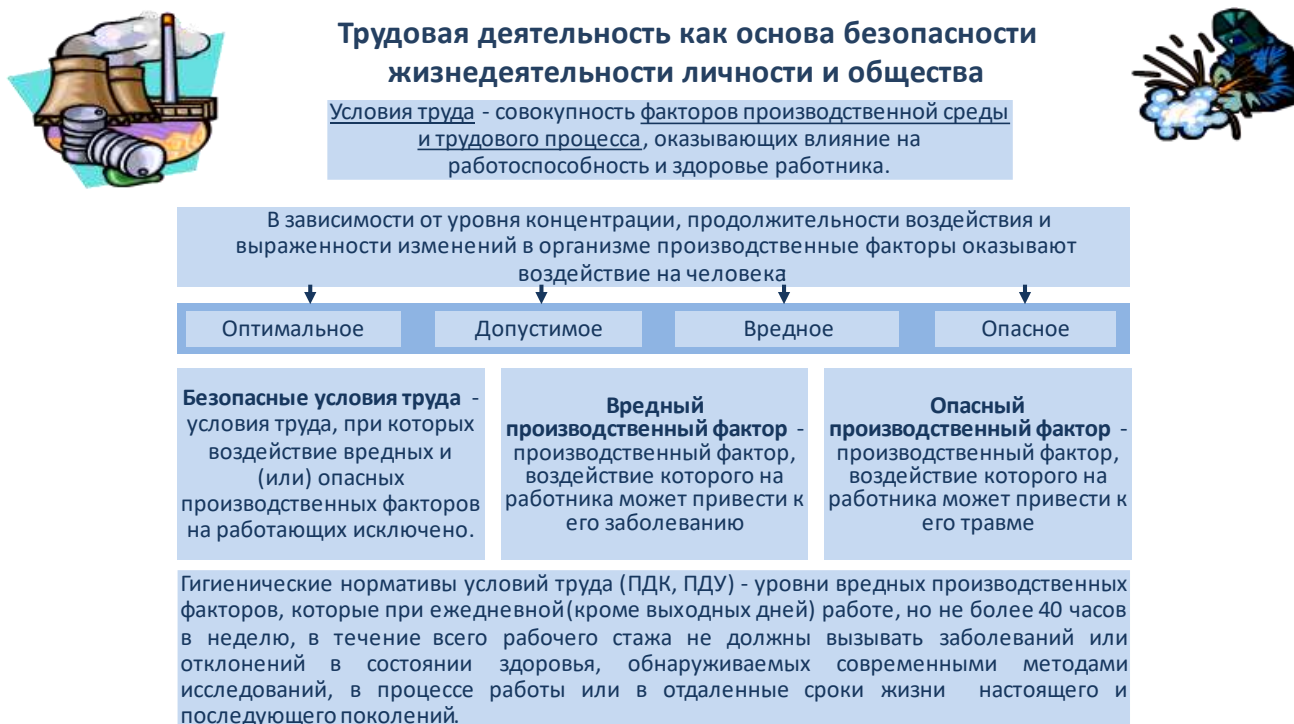 Трудовая деятельность как основа безопасности
жизнедеятельности личности и общества
Условия труда - совокупность факторов производственной среды
и трудового процесса, оказывающих влияние на
работоспособность и здоровье работника.
В зависимости от уровня концентрации, продолжительности воздействия и
выраженности изменений в организме производственные факторы оказывают
воздействие на человека
Оптимальное
Допустимое
Вредное
Опасное
Безопасные условия труда -
условия труда, при которых
воздействие вредных и
(или) опасных
производственных факторов
на работающих исключено.
Вредный
производственный фактор -
производственный фактор,
воздействие которого на
работника может привести к
его заболеванию
Опасный
производственный фактор -
производственный фактор,
воздействие которого на
работника может привести к
его травме
Гигиенические нормативы условий труда (ПДК, ПДУ) - уровни вредных производственных
факторов, которые при ежедневной (кроме выходных дней) работе, но не более 40 часов
в неделю, в течение всего рабочего стажа не должны вызывать заболеваний или
отклонений в состоянии здоровья, обнаруживаемых современными методами
исследований, в процессе работы или в отдаленные сроки жизни настоящего и
последующего поколений.